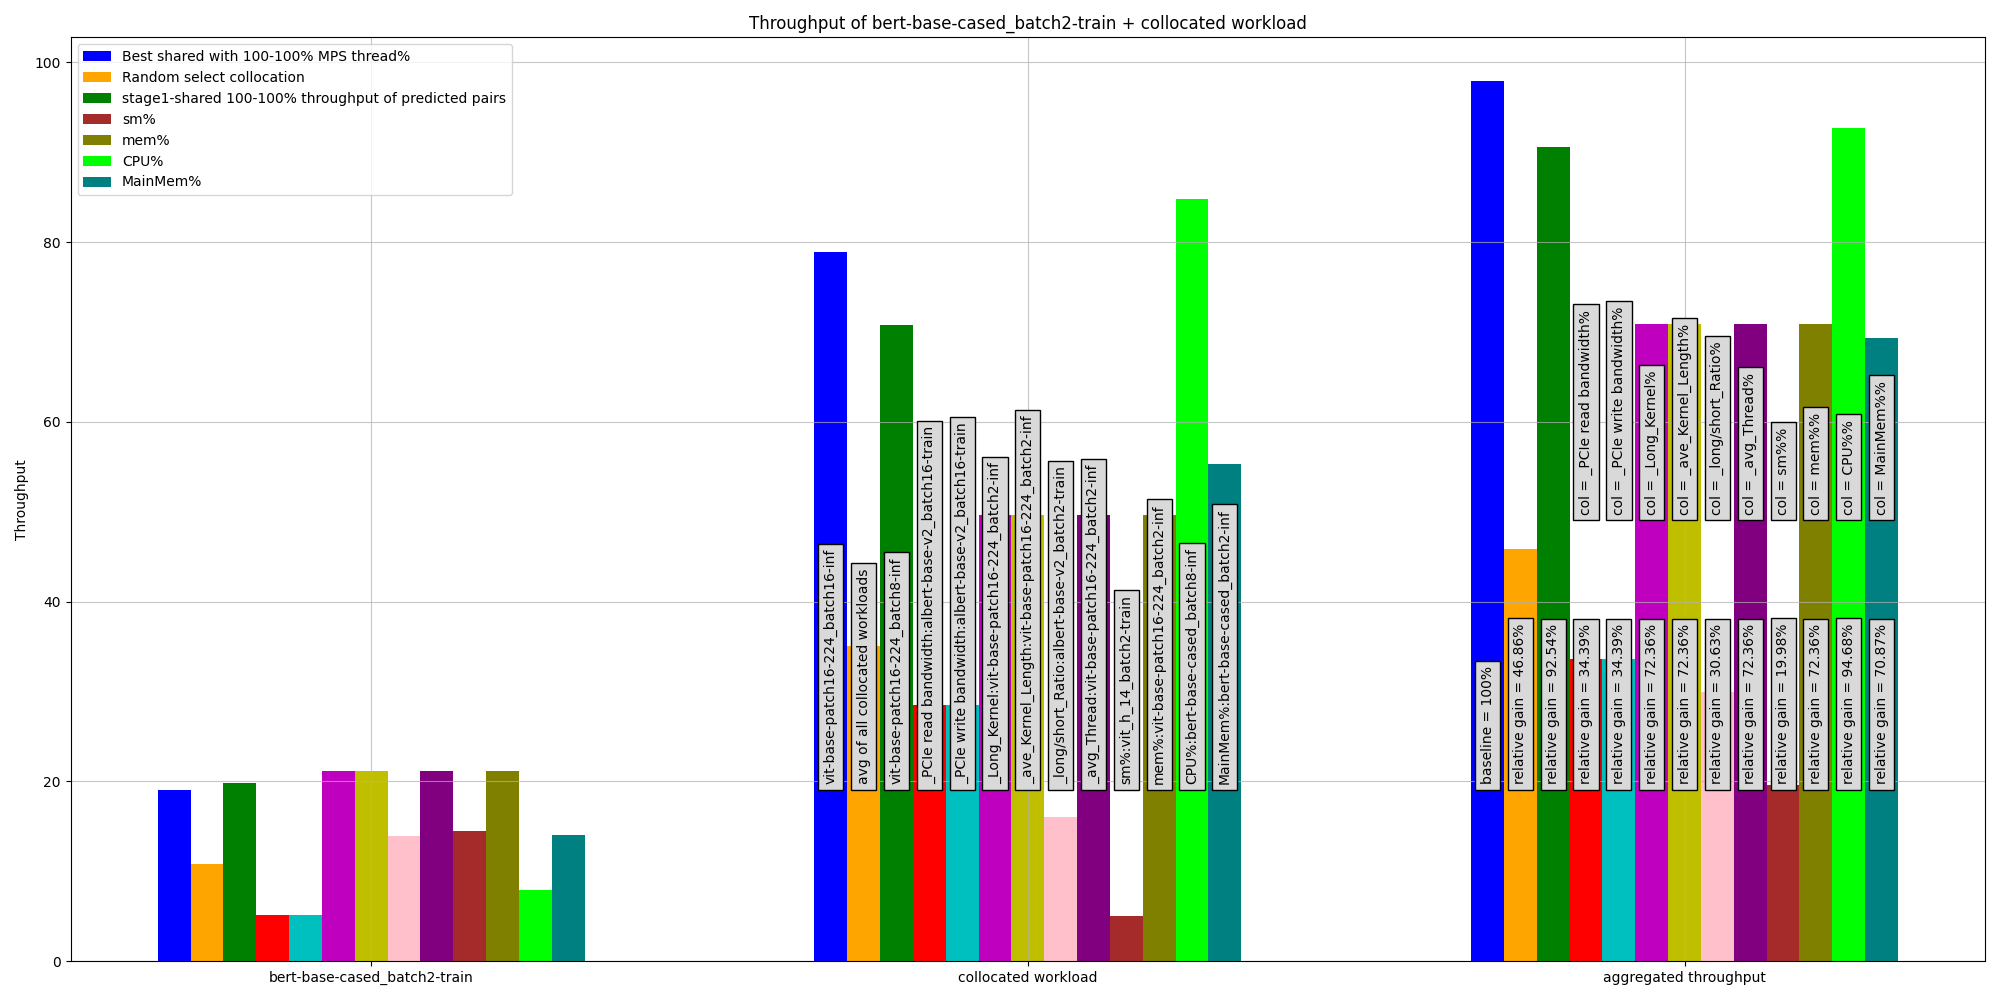 Throughput of bert-base-cased_batch2-train + collocated workload
Best shared with 100-100% MPS thread%
Random select collocation
stage1-shared 100-100% throughput of predicted pairs
sm%
mem%
CPU%
MainMem%
Throughput
100
80
60
40
20
0
vit-base-patch16-224_batch16-inf
avg of all collocated workloads
vit-base-patch16-224_batch8-inf
_PCIe read bandwidth:albert-base-v2_batch16-train
_PCIe write bandwidth:albert-base-v2_batch16-train
_Long_Kernel:vit-base-patch16-224_batch2-inf
_ave_Kernel_Length:vit-base-patch16-224_batch2-inf
_long/short_Ratio:albert-base-v2_batch2-train
_avg_Thread:vit-base-patch16-224_batch2-inf
sm%:vit_h_14_batch2-train
mem%:vit-base-patch16-224_batch2-inf
CPU%:bert-base-cased_batch8-inf
MainMem%:bert-base-cased_batch2-inf
col = _PCIe read bandwidth%
col = _PCIe write bandwidth%
col = _Long_Kernel%
col = _ave_Kernel_Length%
col = _long/short_Ratio%
col = _avg_Thread%
col = sm%%
col = mem%%
col = CPU%%
col = MainMem%%
baseline = 100%
relative gain = 46.86%
relative gain = 92.54%
relative gain = 34.39%
relative gain = 34.39%
relative gain = 72.36%
relative gain = 72.36%
relative gain = 30.63%
relative gain = 72.36%
relative gain = 19.98%
relative gain = 72.36%
relative gain = 94.68%
relative gain = 70.87%
bert-base-cased_batch2-train
collocated workload
aggregated throughput